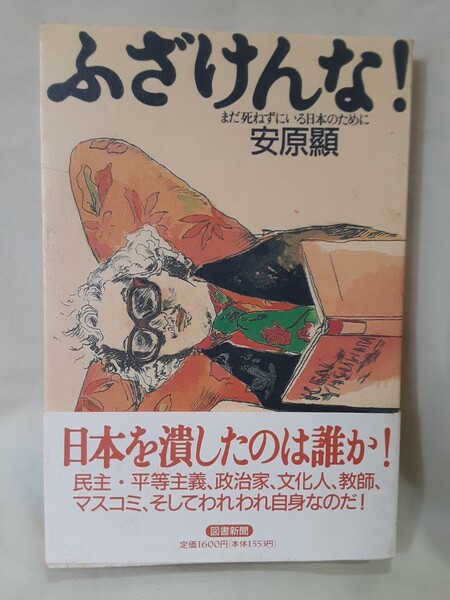 ふざけんな!
まだ死ねずにいる日本のために
安原顯
日本を潰したのは誰か!
民主・平等主義、政治家、文化人、教師、
マスコミ、そしてわれわれ自身なのだ!
図書新聞
定価1600円(本体1553円)